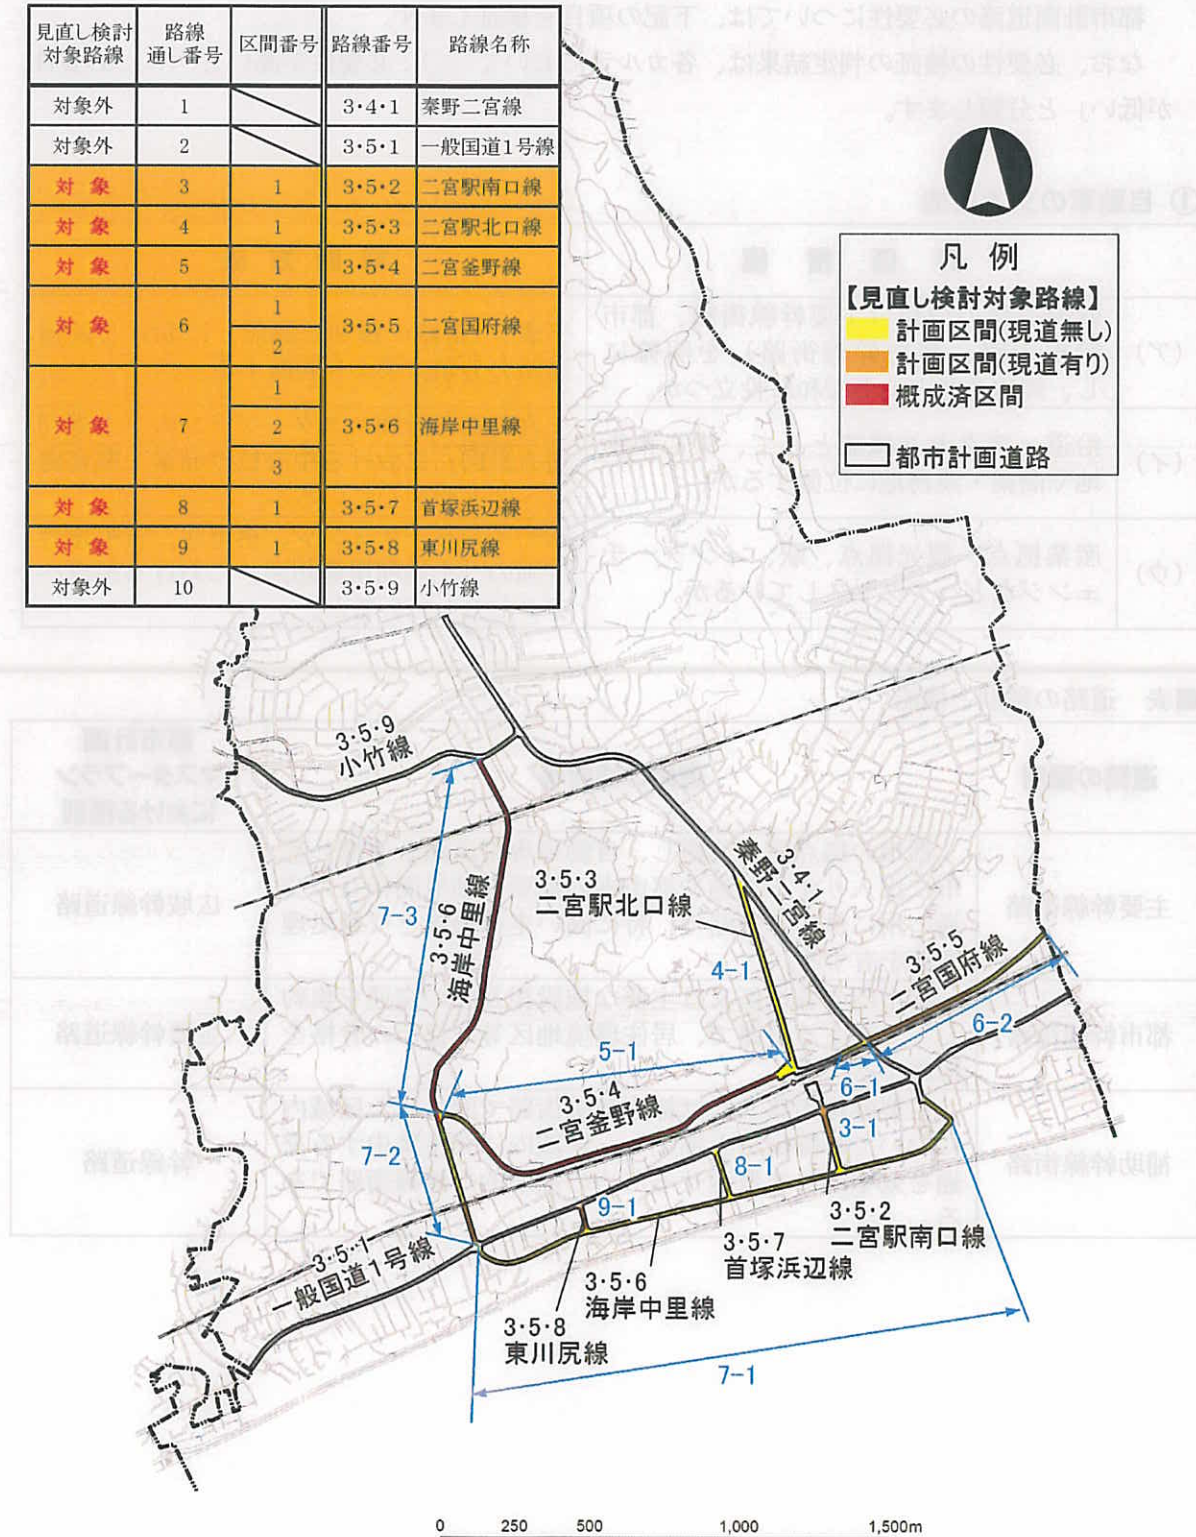 見直し検討対象路線 路線通し番号 区間番号 路線番号 路線名称
対象外 1 3・4・1 秦野二宮線
対象外 2 3・5・1 一般国道1号線
対象 3 1 3・5・2 二宮駅南口線
対象 4 1 3・5・3 二宮駅北口線
対象 5 1 3・5・4 二宮釜野線
対象 6 1 3・5・5 二宮国府線
2
対象 7 1 3・5・6 海岸中里線
2
3
対象 8 1 3・5・7 首塚浜辺線
対象 9 1 3・5・8 東川尻線
対象外 10 3・5・9 小竹線
凡例
【見直し検討対象路線】
計画区間(現道無し)
計画区間(現道有り)
概成済区間
都市計画道路
3・5・9
小竹線
3・4・1
秦野二宮線
3・5・3
二宮駅北口線
7-3
3・5・6
海岸中里線
4-1
3・5・5
二宮国府線
6-2
5-1
6-1
3・5・4
二宮釜野線
3-1
7-2
8-1
9-1
3・5・2
二宮駅南口線
3・5・1
一般国道1号線
3・5・7
首塚浜辺線
3・5・6
海岸中里線
3・5・8
東川尻線
7-1
0 250 500 1,000 1,500m